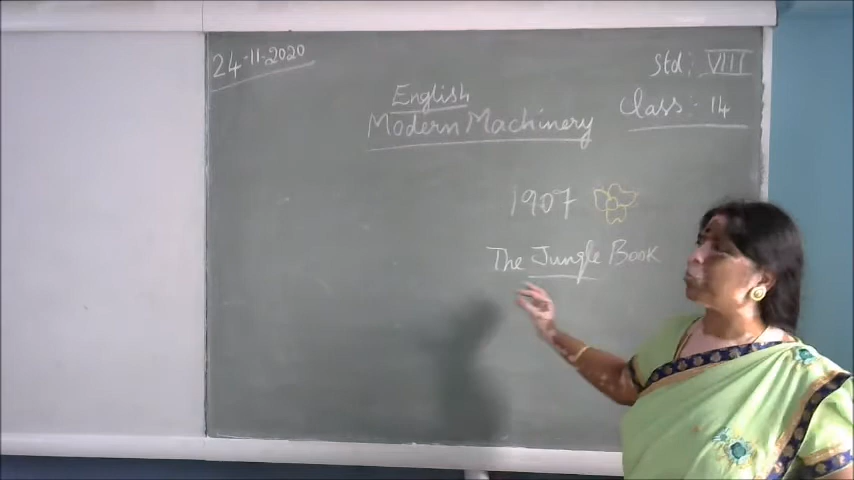 24-11-2020
Std: VIII
English
Class:- 14
Modern Machinery
1907
The Jungle Book